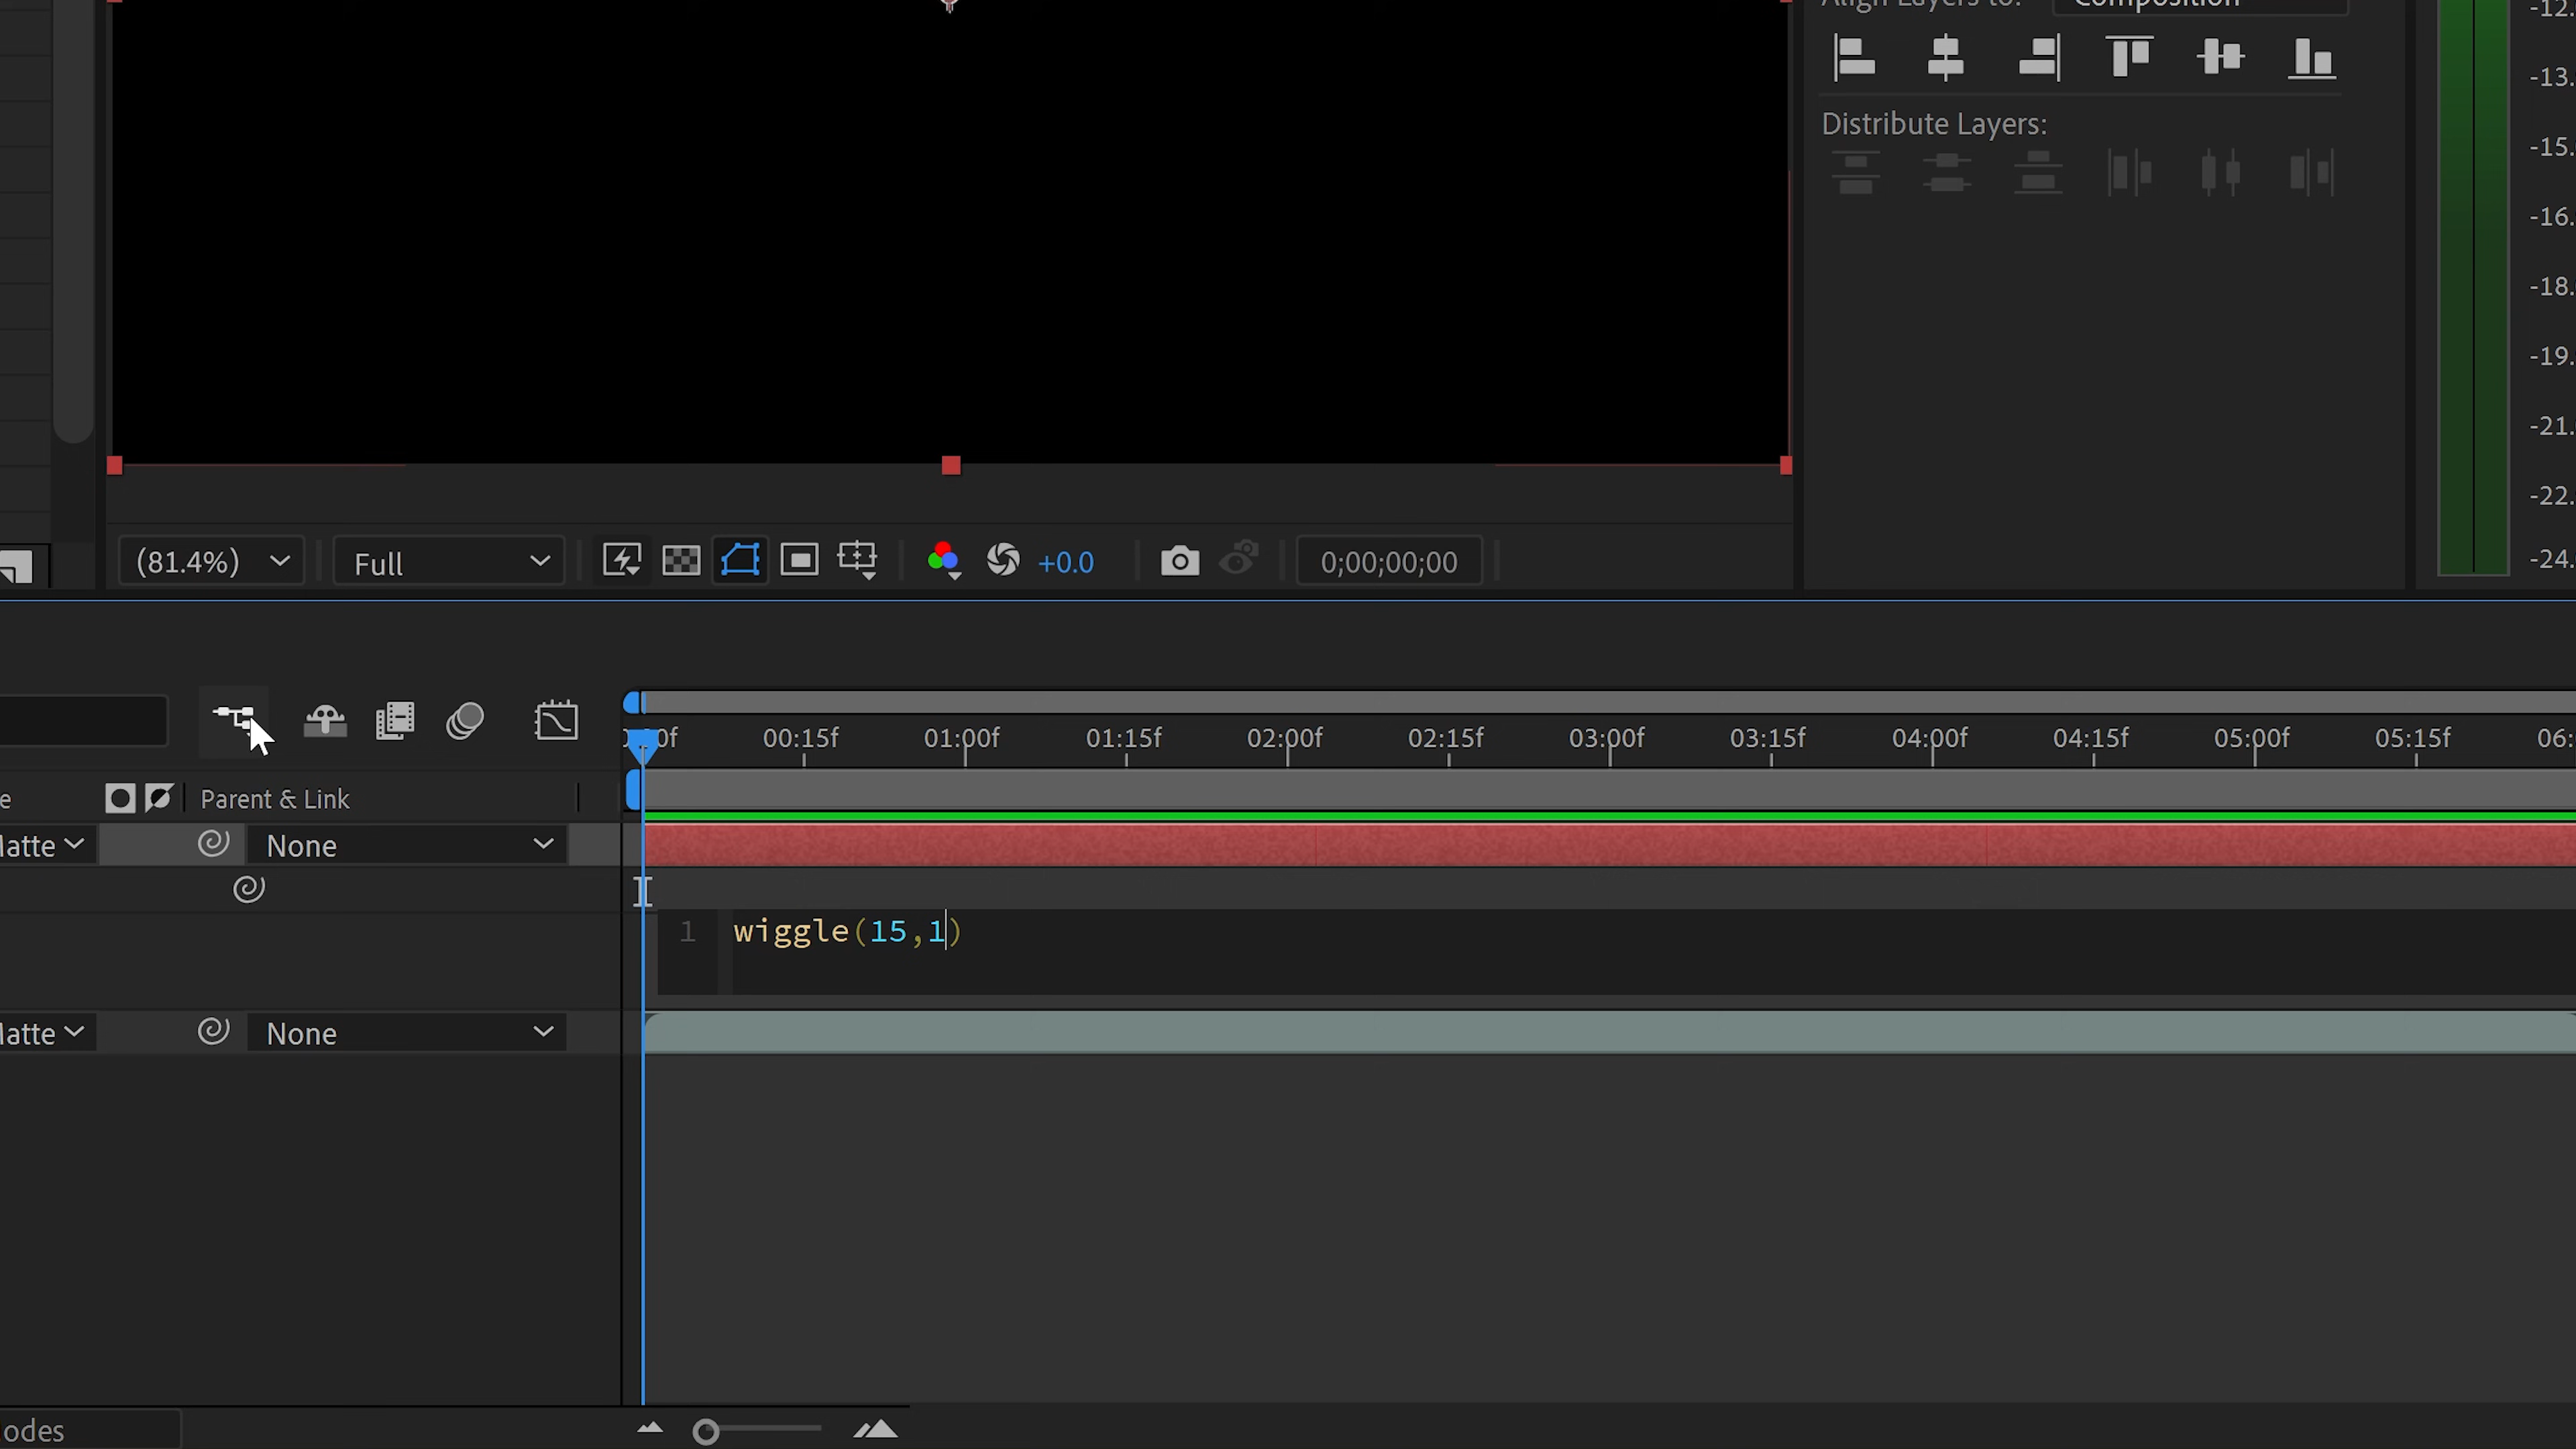 Align Layers to: Composition
Distribute Layers:
-12.
-13.
-15.
-16.
-18.
-19.
-21.
-22.
-24.
(81.4%) Full +0.0 0;00;00;00
00:15f 01:00f 01:15f 02:00f 02:15f 03:00f 03:15f 04:00f 04:15f 05:00f 05:15f 06:
e Parent & Link
Matte None
1 wiggle(15,1)
Matte None
odes